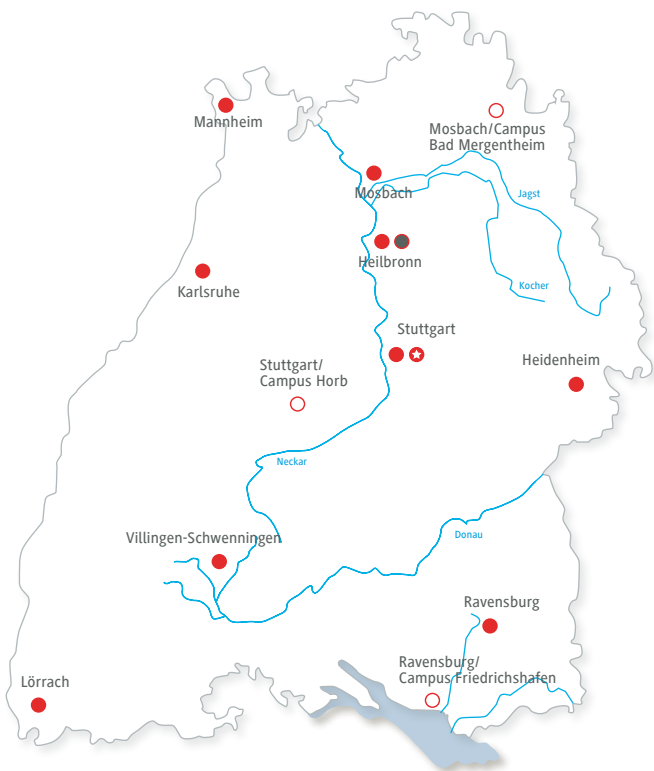 Mannheim
Mosbach/Campus
Bad Mergentheim
Mosbach
Jagst
Heilbronn
Karlsruhe
Kocher
Stuttgart
Stuttgart/
Campus Horb
Heidenheim
Neckar
Villingen-Schwenningen
Donau
Ravensburg
Ravensburg/
Campus Friedrichshafen
Lörrach